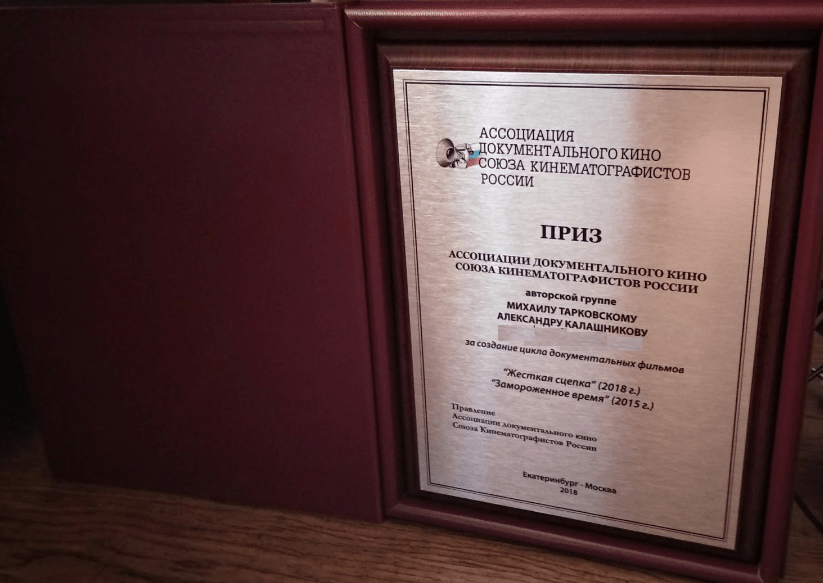 АССОЦИАЦИЯ
ДОКУМЕНТАЛЬНОГО КИНО
СОЮЗА КИНЕМАТОГРАФИСТОВ
РОССИИ
ПРИЗ
АССОЦИАЦИИ ДОКУМЕНТАЛЬНОГО КИНО
СОЮЗА КИНЕМАТОГРАФИСТОВ РОССИИ
авторской группе
МИХАИЛУ ТАРКОВСКОМУ
АЛЕКСАНДРУ КАЛАШНИКОВУ
за создание цикла документальных фильмов
"Жесткая сцепка" (2018 г.)
"Замороженное время" (2015 г.)
Правление
Ассоциации документального кино
Союза Кинематографистов России
Екатеринбург - Москва
2018